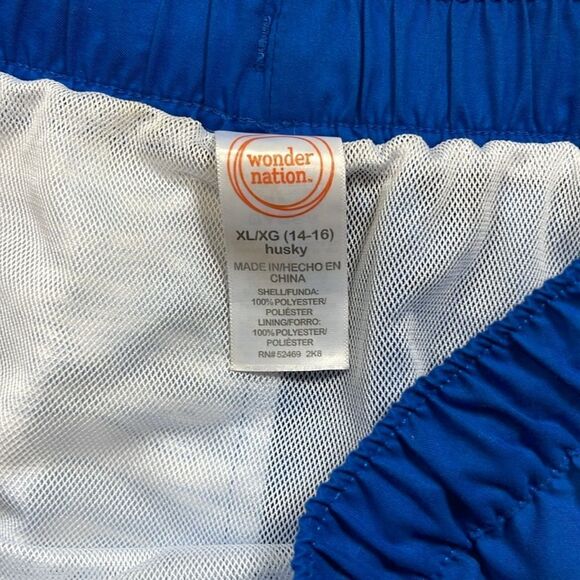 wonder
nation™
XL/XG (14-16)
husky
MADE IN/HECHO EN
CHINA
SHELL/FUNDA:
100% POLYESTER/
POLIÉSTER
LINING/FORRO:
100% POLYESTER/
POLIÉSTER
RN# 52469 2K8